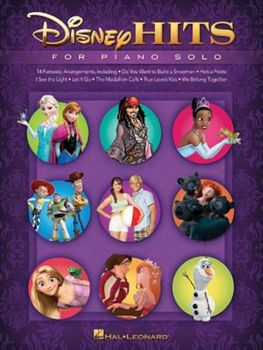 Disney HITS
FOR PIANO SOLO
14 Fantastic Arrangements, including • Do You Want to Build a Snowman • He's a Pirate
I See the Light • Let It Go • The Medallion Calls • True Love's Kiss • We Belong Together
HAL•LEONARD®